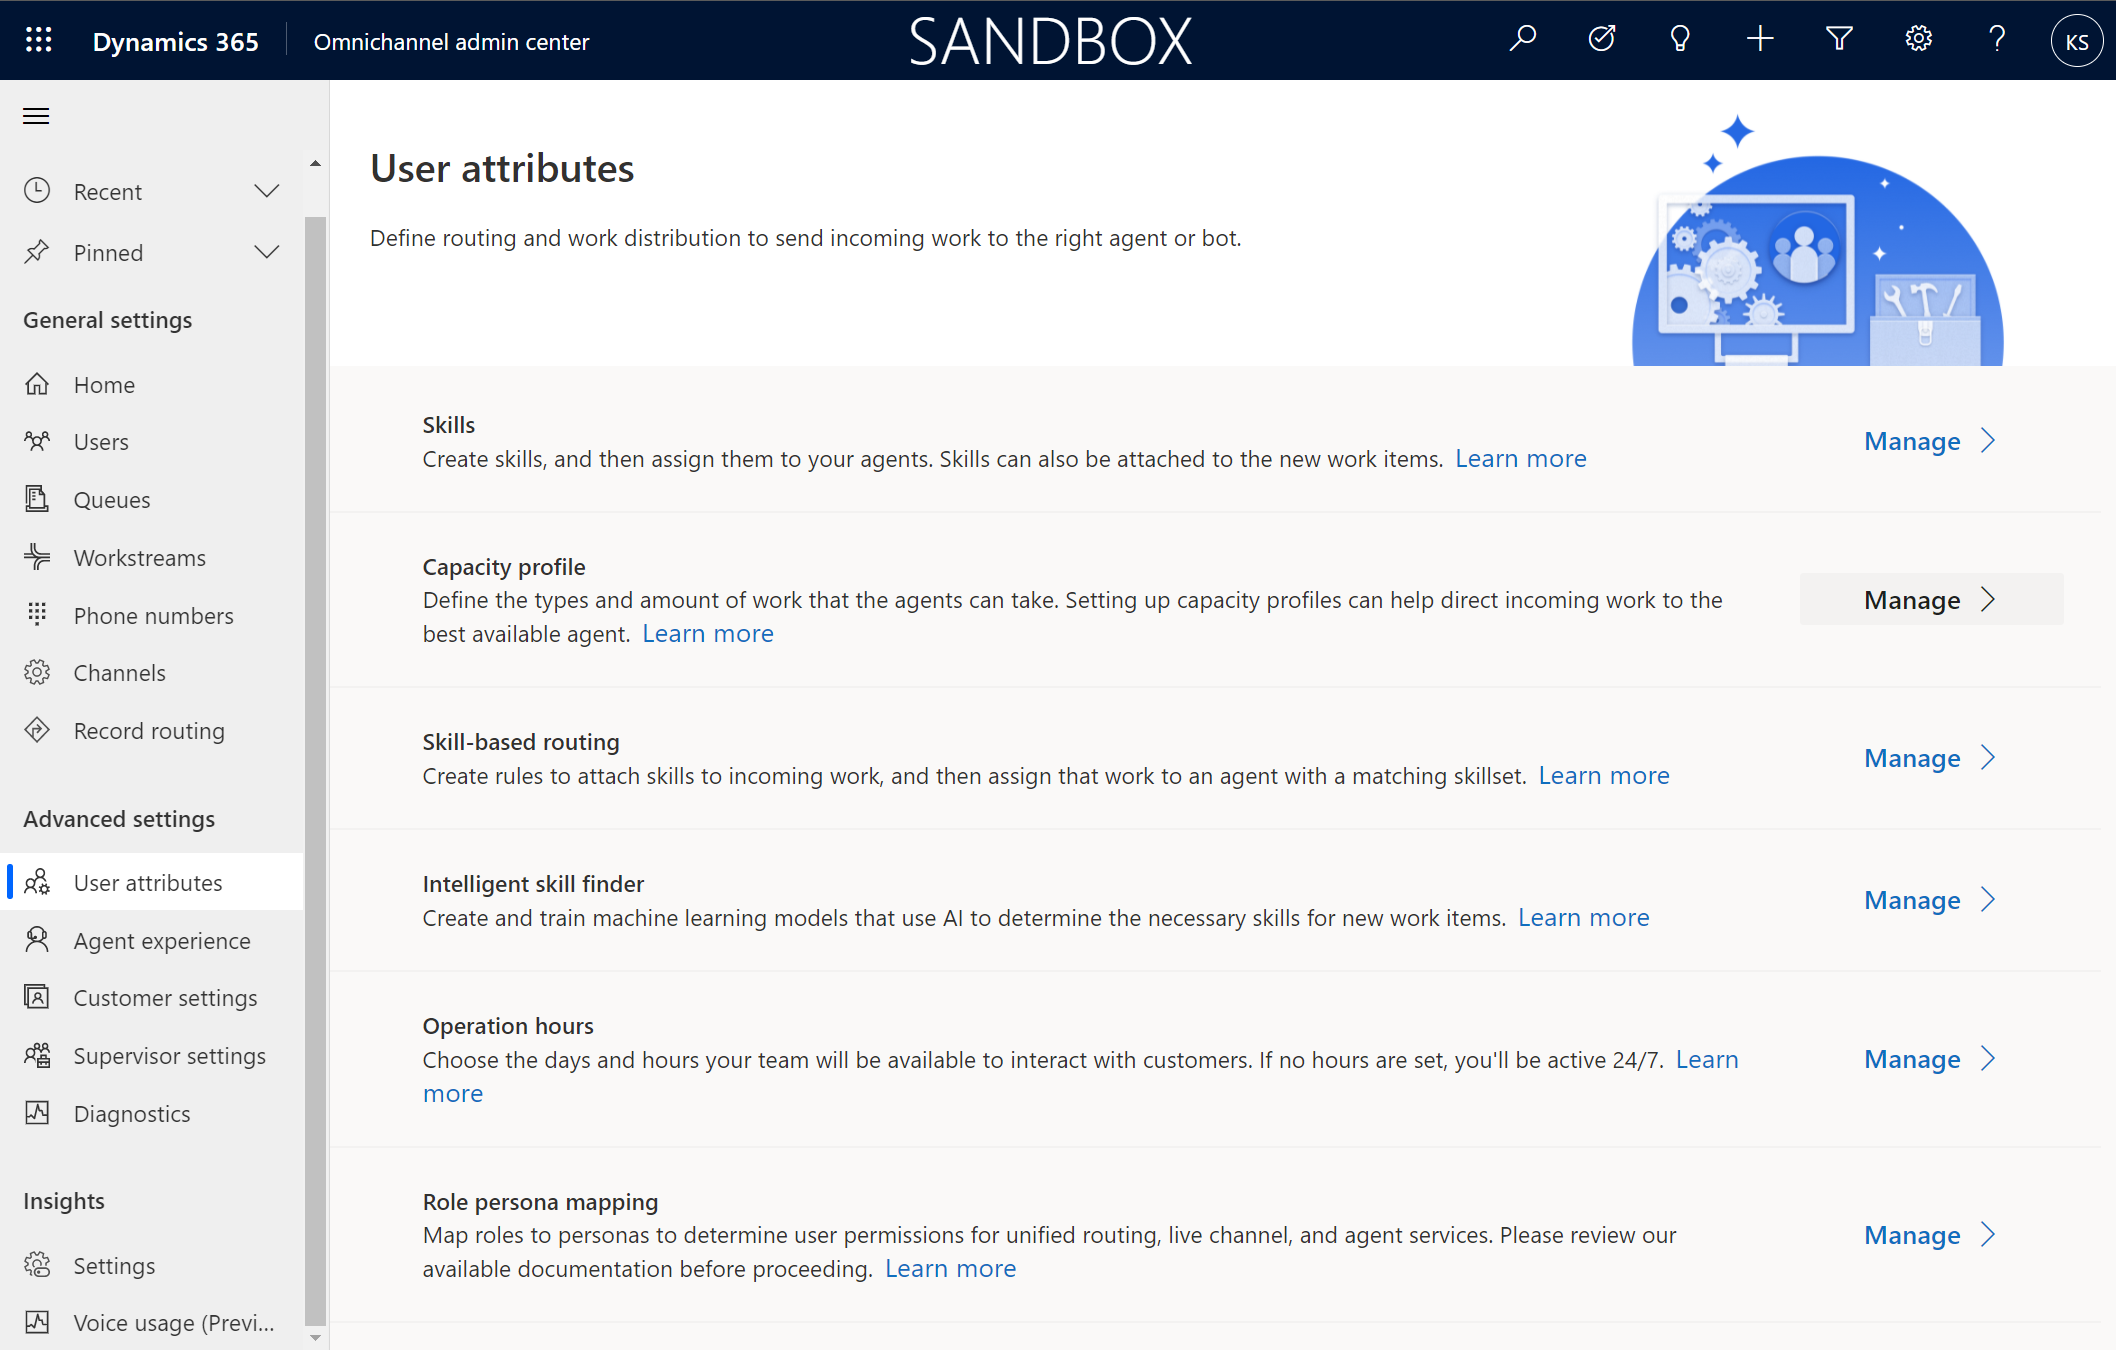 Dynamics 365
Omnichannel admin center
SANDBOX
KS
Recent
Pinned
General settings
Home
Users
Queues
Workstreams
Phone numbers
Channels
Record routing
Advanced settings
User attributes
Agent experience
Customer settings
Supervisor settings
Diagnostics
Insights
Settings
Voice usage (Previ...
User attributes
Define routing and work distribution to send incoming work to the right agent or bot.
Skills
Create skills, and then assign them to your agents. Skills can also be attached to the new work items. Learn more
Manage
Capacity profile
Define the types and amount of work that the agents can take. Setting up capacity profiles can help direct incoming work to the
best available agent. Learn more
Manage
Skill-based routing
Create rules to attach skills to incoming work, and then assign that work to an agent with a matching skillset. Learn more
Manage
Intelligent skill finder
Create and train machine learning models that use AI to determine the necessary skills for new work items. Learn more
Manage
Operation hours
Choose the days and hours your team will be available to interact with customers. If no hours are set, you'll be active 24/7. Learn
more
Manage
Role persona mapping
Map roles to personas to determine user permissions for unified routing, live channel, and agent services. Please review our
available documentation before proceeding. Learn more
Manage